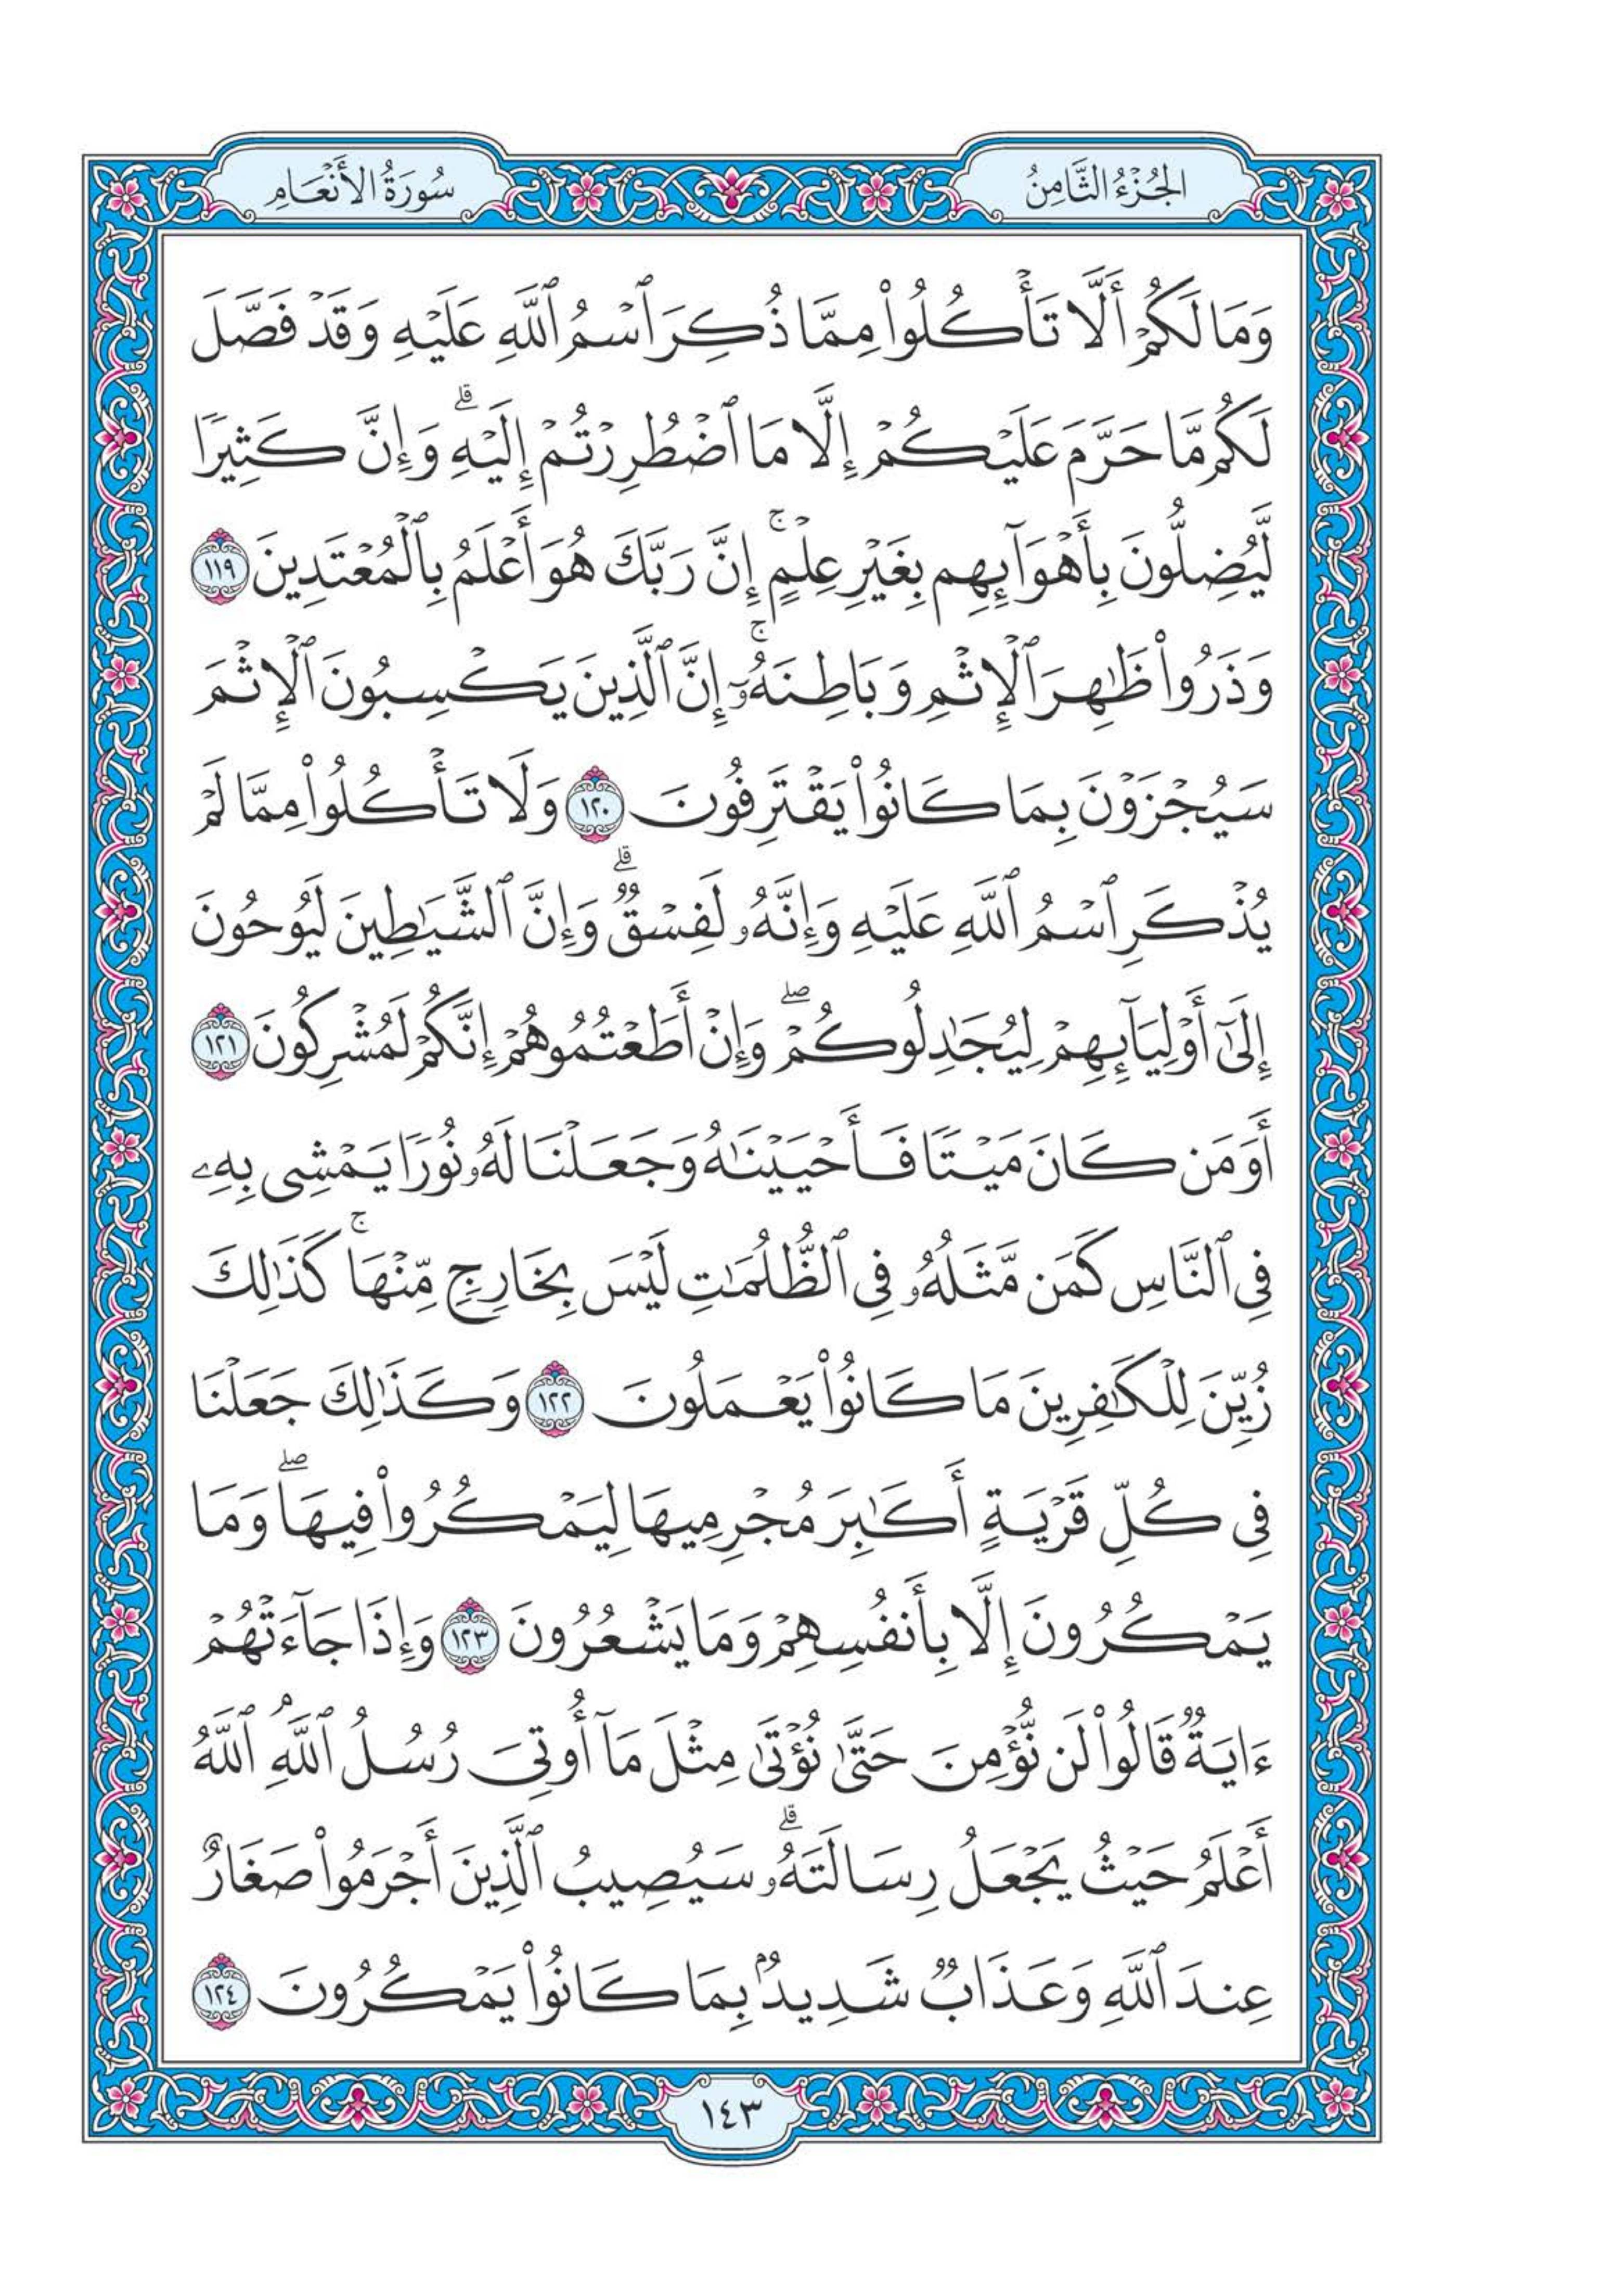 الجُزْءُ الثَّامِنُ
سُورَةُ الأَنْعَامِ
وَمَا لَكُمْ أَلَّا تَأْكُلُواْ مِمَّا ذُكِرَ ٱسْمُ ٱللَّهِ عَلَيْهِ وَقَدْ فَصَّلَ
لَكُم مَّا حَرَّمَ عَلَيْكُمْ إِلَّا مَا ٱضْطُرِرْتُمْ إِلَيْهِۗ وَإِنَّ كَثِيرًا
لَّيُضِلُّونَ بِأَهْوَآئِهِم بِغَيْرِ عِلْمٍۚ إِنَّ رَبَّكَ هُوَ أَعْلَمُ بِٱلْمُعْتَدِينَ ١١٩
وَذَرُواْ ظَٰهِرَ ٱلْإِثْمِ وَبَاطِنَهُۥٓۚ إِنَّ ٱلَّذِينَ يَكْسِبُونَ ٱلْإِثْمَ
سَيُجْزَوْنَ بِمَا كَانُواْ يَقْتَرِفُونَ ١٢٠ وَلَا تَأْكُلُواْ مِمَّا لَمْ
يُذْكَرِ ٱسْمُ ٱللَّهِ عَلَيْهِ وَإِنَّهُۥ لَفِسْقٌۗ وَإِنَّ ٱلشَّيَٰطِينَ لَيُوحُونَ
إِلَىٰٓ أَوْلِيَآئِهِمْ لِيُجَٰدِلُوكُمْۖ وَإِنْ أَطَعْتُمُوهُمْ إِنَّكُمْ لَمُشْرِكُونَ ١٢١
أَوَمَن كَانَ مَيْتًا فَأَحْيَيْنَٰهُ وَجَعَلْنَا لَهُۥ نُورًا يَمْشِي بِهِۦ
فِي ٱلنَّاسِ كَمَن مَّثَلُهُۥ فِي ٱلظُّلُمَٰتِ لَيْسَ بِخَارِجٍ مِّنْهَاۚ كَذَٰلِكَ
زُيِّنَ لِلْكَٰفِرِينَ مَا كَانُواْ يَعْمَلُونَ ١٢٢ وَكَذَٰلِكَ جَعَلْنَا
فِي كُلِّ قَرْيَةٍ أَكَٰبِرَ مُجْرِمِيهَا لِيَمْكُرُواْ فِيهَاۖ وَمَا
يَمْكُرُونَ إِلَّا بِأَنفُسِهِمْ وَمَا يَشْعُرُونَ ١٢٣ وَإِذَا جَآءَتْهُمْ
ءَايَةٌ قَالُواْ لَن نُّؤْمِنَ حَتَّىٰ نُؤْتَىٰ مِثْلَ مَآ أُوتِيَ رُسُلُ ٱللَّهِۘ ٱللَّهُ
أَعْلَمُ حَيْثُ يَجْعَلُ رِسَالَتَهُۥۗ سَيُصِيبُ ٱلَّذِينَ أَجْرَمُواْ صَغَارٌ
عِندَ ٱللَّهِ وَعَذَابٌ شَدِيدُۢ بِمَا كَانُواْ يَمْكُرُونَ ١٢٤
١٤٣